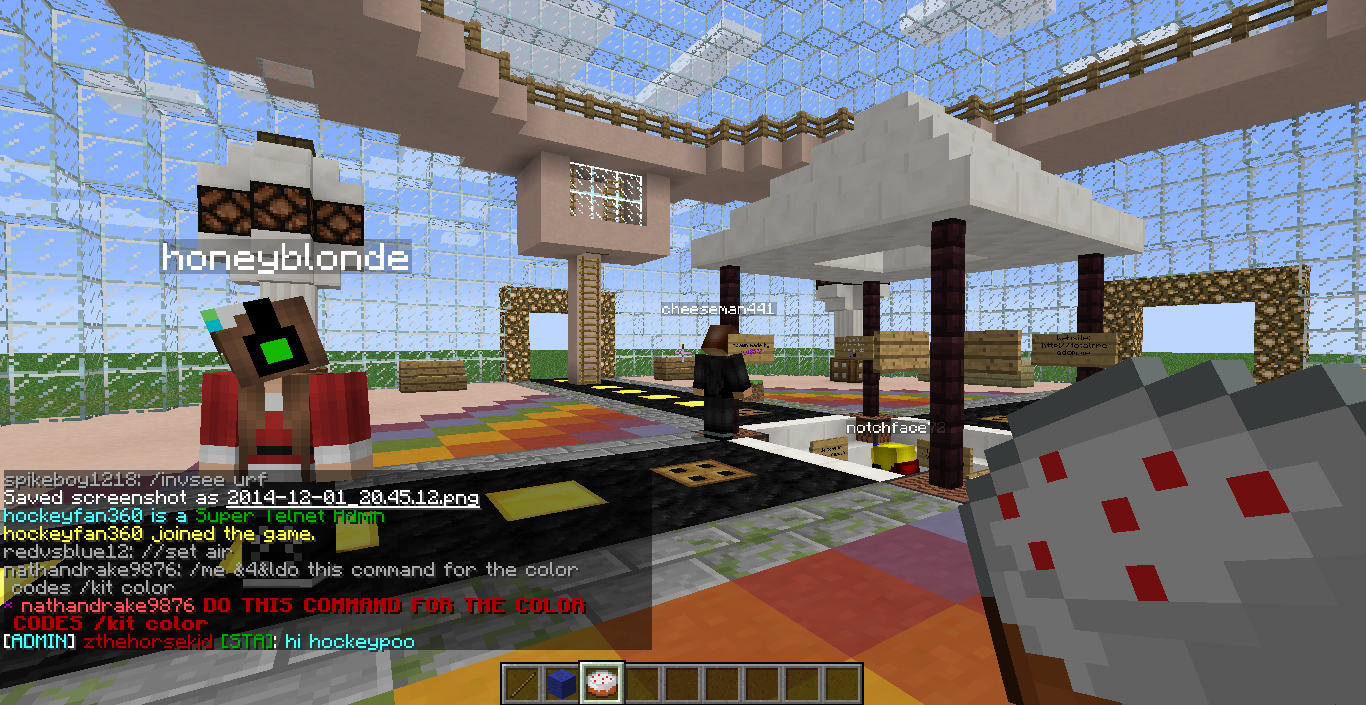 honeyblonde
cheeseman441
notchface72
spikeboy1218: /invsee urf
Saved screenshot as 2014-12-01_20.45.12.png
hockeyfan360 is a Super Telnet Admin
hockeyfan360 joined the game.
redvsblue12: //set air
nathandrake9876: /me &4&ldo this command for the color
codes /kit color
* nathandrake9876 DO THIS COMMAND FOR THE COLOR
CODES /kit color
[ADMIN] zthehorsekid [STA]: hi hockeypoo